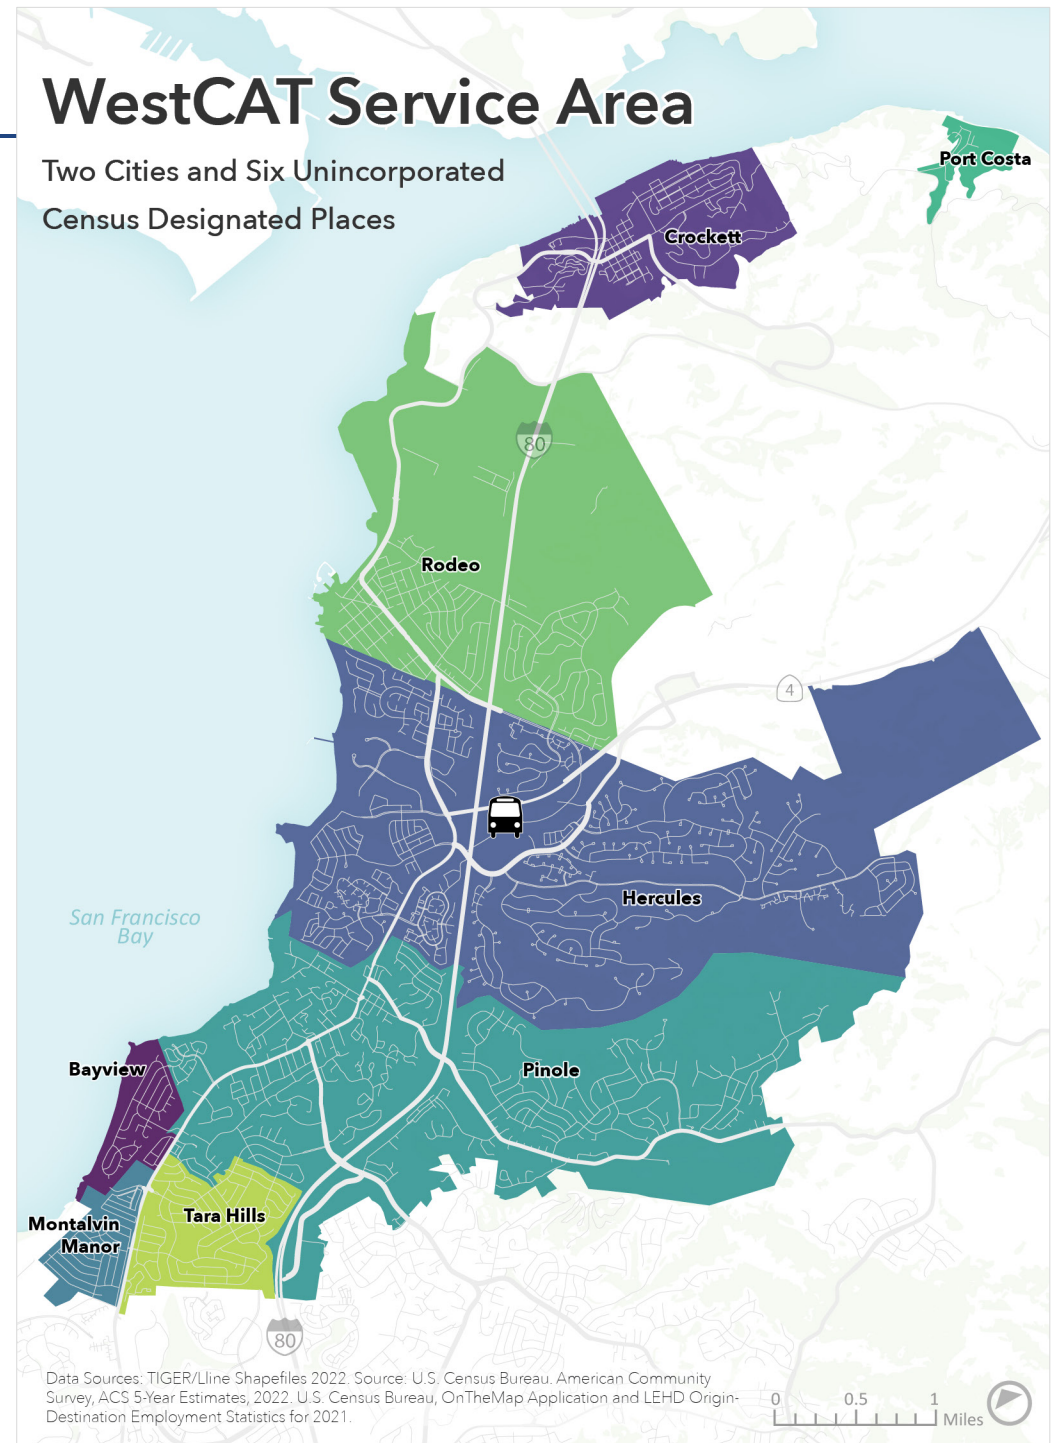 WestCAT Service Area
Two Cities and Six Unincorporated
Census Designated Places
Port Costa
Crockett
80
Rodeo
4
Hercules
San Francisco
Bay
Bayview
Pinole
Montalvin
Manor
Tara Hills
80
Data Sources: TIGER/Lline Shapefiles 2022. Source: U.S. Census Bureau. American Community
Survey, ACS 5-Year Estimates, 2022. U.S. Census Bureau, OnTheMap Application and LEHD Origin-
Destination Employment Statistics for 2021.
0 0.5 1
Miles